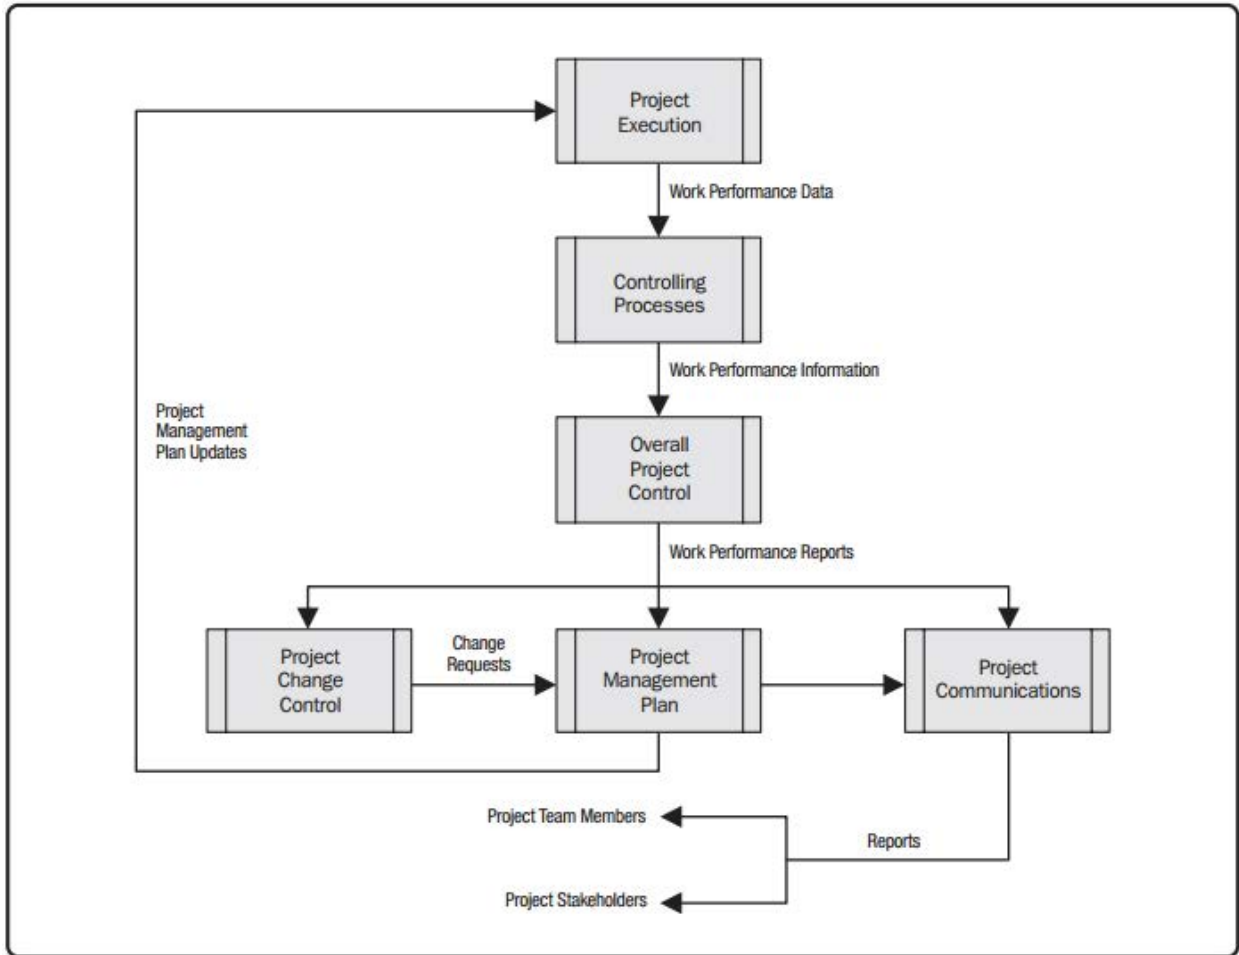 Project
Execution
Work Performance Data
Controlling
Processes
Work Performance Information
Project
Management
Plan Updates
Overall
Project
Control
Work Performance Reports
Project
Change
Control
Change
Requests
Project
Management
Plan
Project
Communications
Project Team Members
Reports
Project Stakeholders